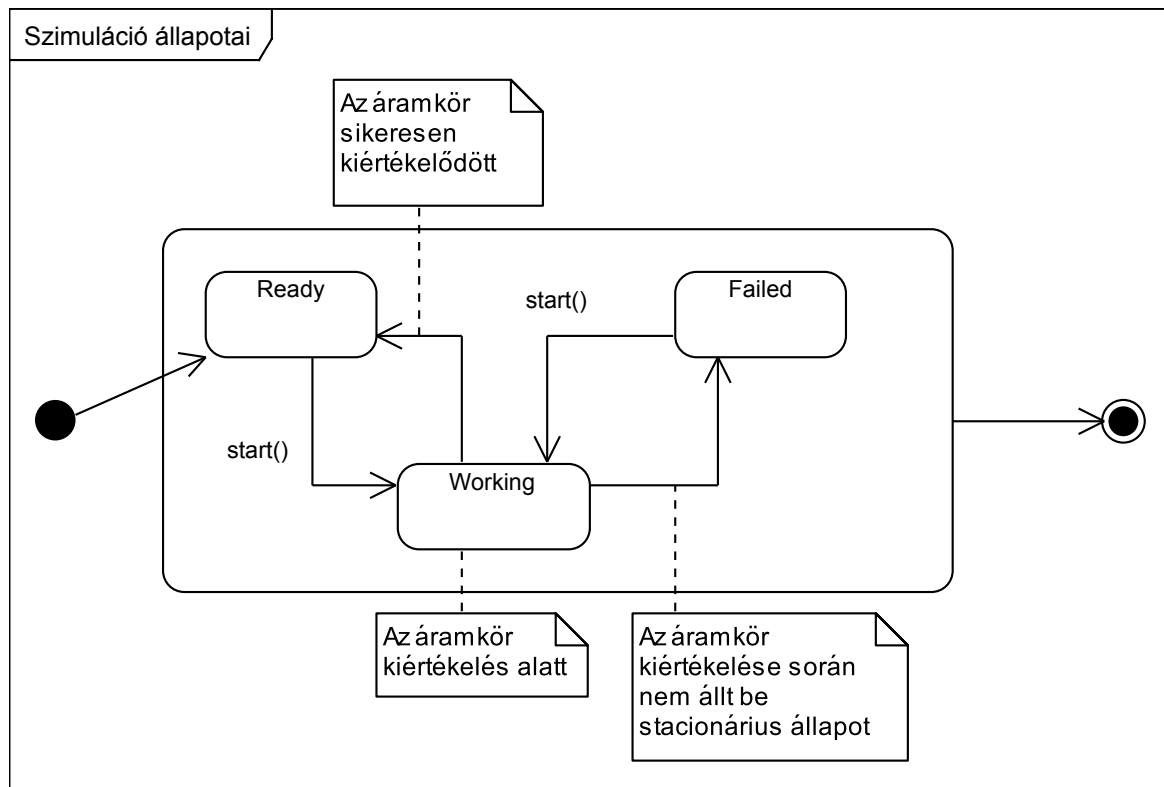 Szimuláció állapotai
Az áramkör
sikeresen
kiértékelődött
Ready
Failed
start()
start()
Working
Az áramkör
kiértékelés alatt
Az áramkör
kiértékelése során
nem állt be
stacionárius állapot